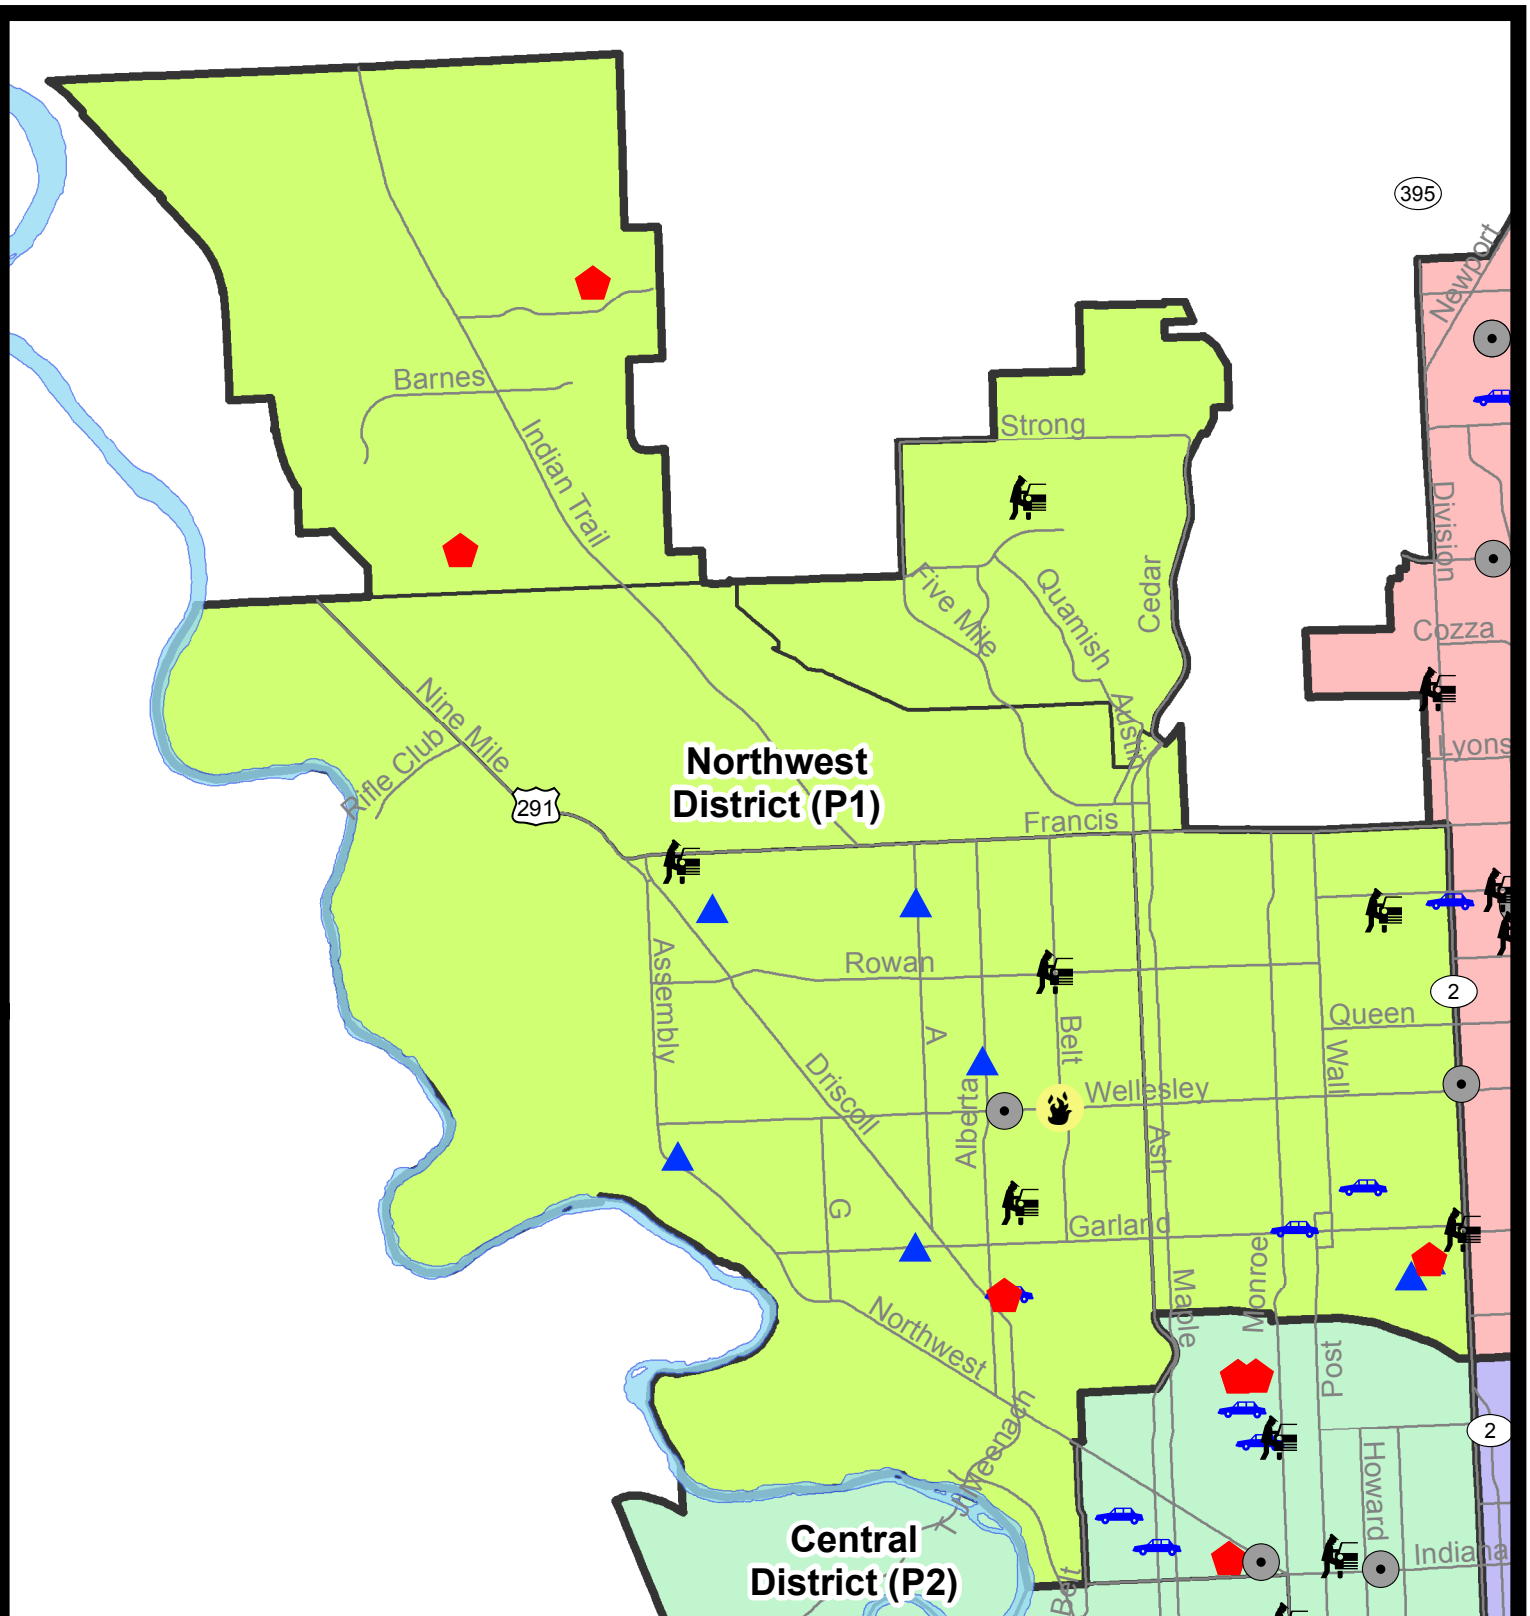 395
Newport
Barnes
Strong
Indian Trail
Division
Five Mile
Quamish
Cedar
Cozza
Nine Mile
Austin
Lyons
Rifle Club
Northwest
District (P1)
291
Francis
Assembly
Rowan
2
Queen
A
Belt
Wall
Driscoll
Alberta
Wellesley
Ash
G
Garland
Monroe
Maple
Northwest
Post
2
Howard
Central
District (P2)
Indiana
Belt